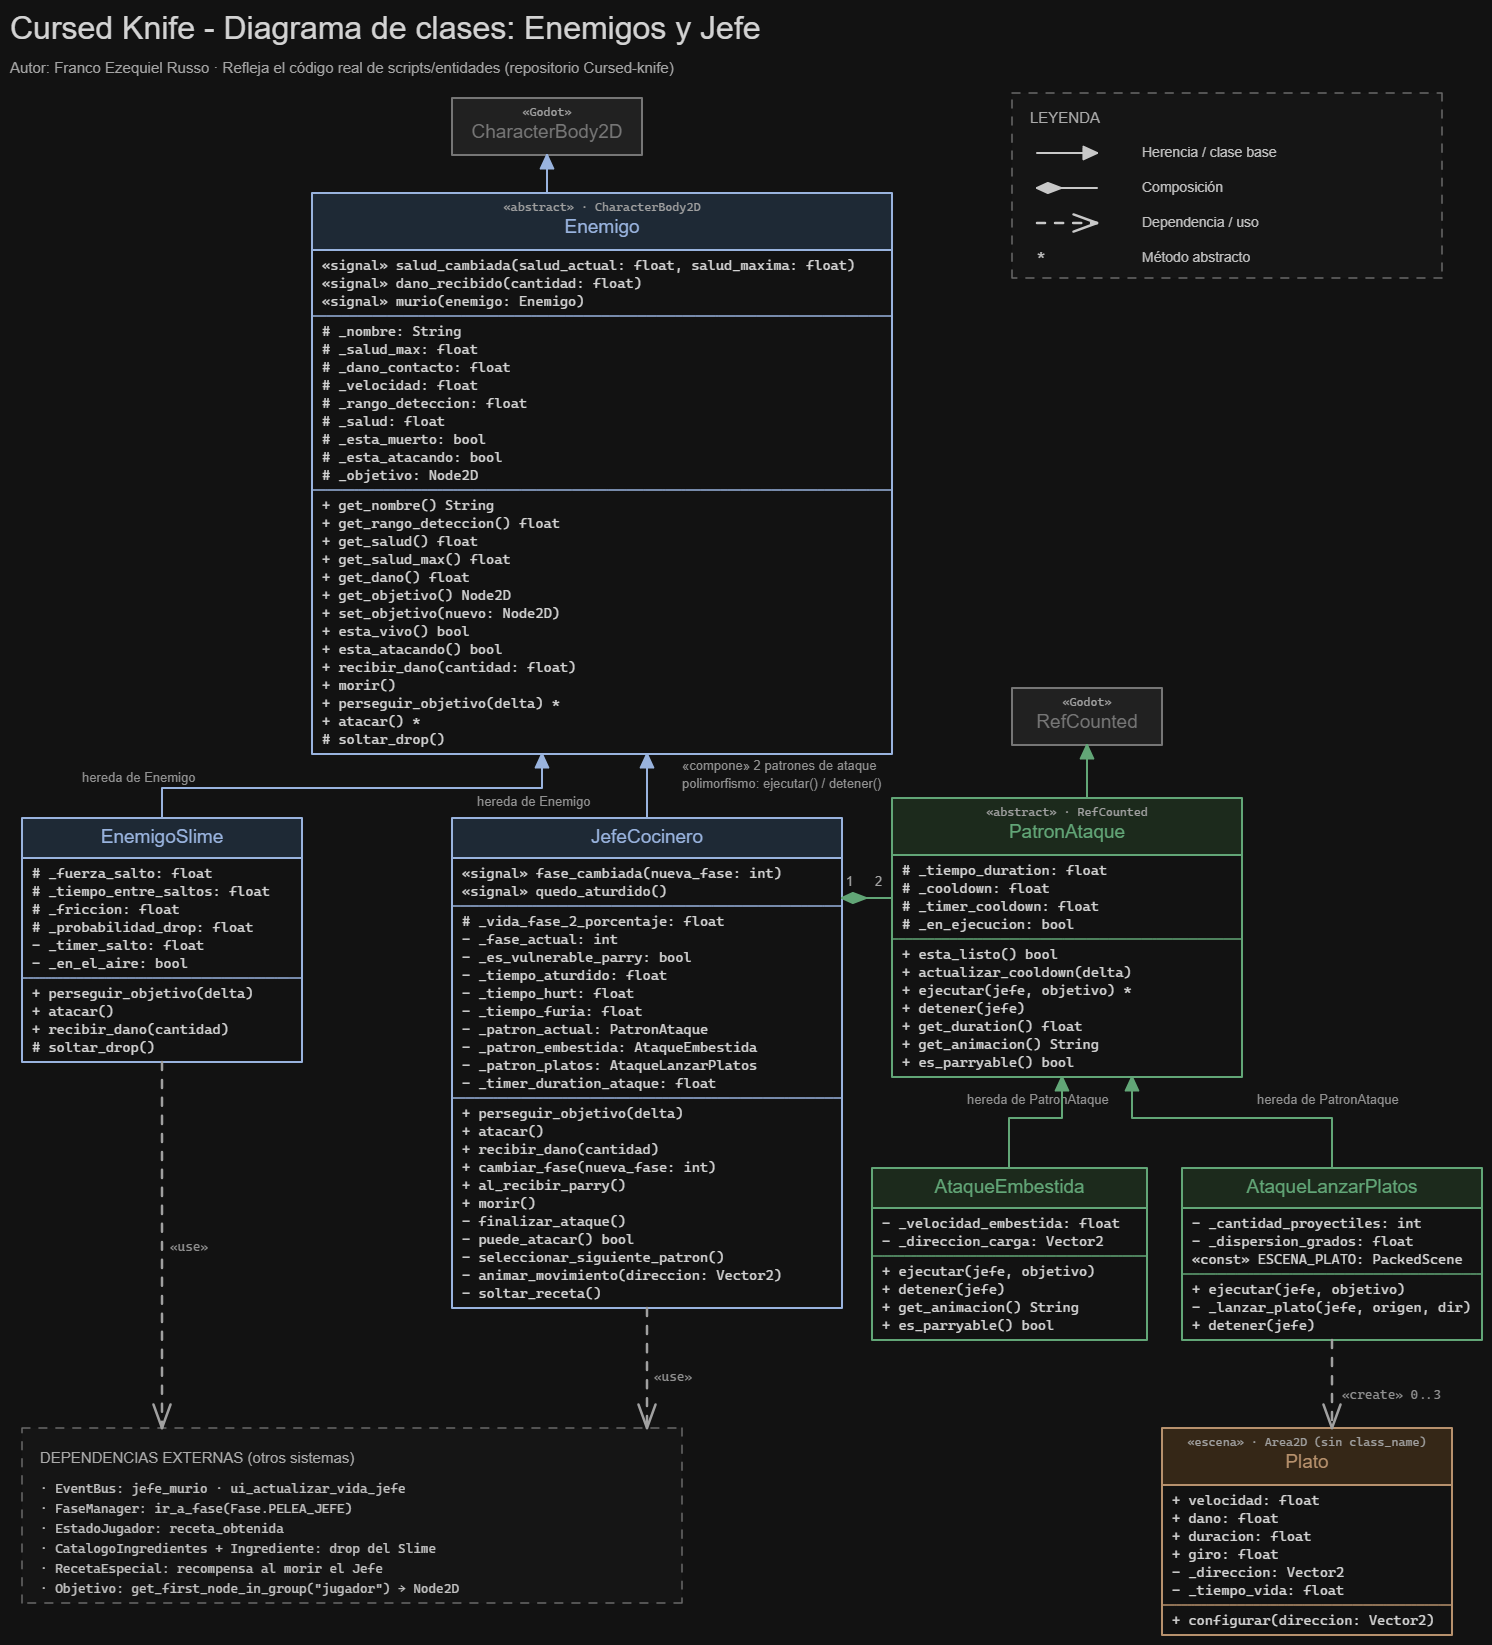 Cursed Knife - Diagrama de clases: Enemigos y Jefe
Autor: Franco Ezequiel Russo · Refleja el código real de scripts/entidades (repositorio Cursed-knife)
«Godot»
CharacterBody2D
LEYENDA
Herencia / clase base
Composición
Dependencia / uso
* Método abstracto
«abstract» · CharacterBody2D
Enemigo
«signal» salud_cambiada(salud_actual: float, salud_maxima: float)
«signal» dano_recibido(cantidad: float)
«signal» murio(enemigo: Enemigo)
# _nombre: String
# _salud_max: float
# _dano_contacto: float
# _velocidad: float
# _rango_deteccion: float
# _salud: float
# _esta_muerto: bool
# _esta_atacando: bool
# _objetivo: Node2D
+ get_nombre() String
+ get_rango_deteccion() float
+ get_salud() float
+ get_salud_max() float
+ get_dano() float
+ get_objetivo() Node2D
+ set_objetivo(nuevo: Node2D)
+ esta_vivo() bool
+ esta_atacando() bool
+ recibir_dano(cantidad: float)
+ morir()
+ perseguir_objetivo(delta) *
+ atacar() *
# soltar_drop()
hereda de Enemigo
hereda de Enemigo
«compone» 2 patrones de ataque
polimorfismo: ejecutar() / detener()
«Godot»
RefCounted
EnemigoSlime
# _fuerza_salto: float
# _tiempo_entre_saltos: float
# _friccion: float
# _probabilidad_drop: float
− _timer_salto: float
− _en_el_aire: bool
+ perseguir_objetivo(delta)
+ atacar()
+ recibir_dano(cantidad)
# soltar_drop()
«use»
JefeCocinero
«signal» fase_cambiada(nueva_fase: int)
«signal» quedo_aturdido()
# _vida_fase_2_porcentaje: float
− _fase_actual: int
− _es_vulnerable_parry: bool
− _tiempo_aturdido: float
− _tiempo_hurt: float
− _tiempo_furia: float
− _patron_actual: PatronAtaque
− _patron_embestida: AtaqueEmbestida
− _patron_platos: AtaqueLanzarPlatos
− _timer_duration_ataque: float
+ perseguir_objetivo(delta)
+ atacar()
+ recibir_dano(cantidad)
+ cambiar_fase(nueva_fase: int)
+ al_recibir_parry()
+ morir()
− finalizar_ataque()
− puede_atacar() bool
− seleccionar_siguiente_patron()
− animar_movimiento(direccion: Vector2)
− soltar_receta()
«use»
1 2
«abstract» · RefCounted
PatronAtaque
# _tiempo_duration: float
# _cooldown: float
# _timer_cooldown: float
# _en_ejecucion: bool
+ esta_listo() bool
+ actualizar_cooldown(delta)
+ ejecutar(jefe, objetivo) *
+ detener(jefe)
+ get_duration() float
+ get_animacion() String
+ es_parryable() bool
hereda de PatronAtaque
hereda de PatronAtaque
AtaqueEmbestida
− _velocidad_embestida: float
− _direccion_carga: Vector2
+ ejecutar(jefe, objetivo)
+ detener(jefe)
+ get_animacion() String
+ es_parryable() bool
AtaqueLanzarPlatos
− _cantidad_proyectiles: int
− _dispersion_grados: float
«const» ESCENA_PLATO: PackedScene
+ ejecutar(jefe, objetivo)
− _lanzar_plato(jefe, origen, dir)
+ detener(jefe)
«create» 0..3
DEPENDENCIAS EXTERNAS (otros sistemas)
· EventBus: jefe_murio · ui_actualizar_vida_jefe
· FaseManager: ir_a_fase(Fase.PELEA_JEFE)
· EstadoJugador: receta_obtenida
· CatalogoIngredientes + Ingrediente: drop del Slime
· RecetaEspecial: recompensa al morir el Jefe
· Objetivo: get_first_node_in_group("jugador") → Node2D
«escena» · Area2D (sin class_name)
Plato
+ velocidad: float
+ dano: float
+ duracion: float
+ giro: float
− _direccion: Vector2
− _tiempo_vida: float
+ configurar(direccion: Vector2)